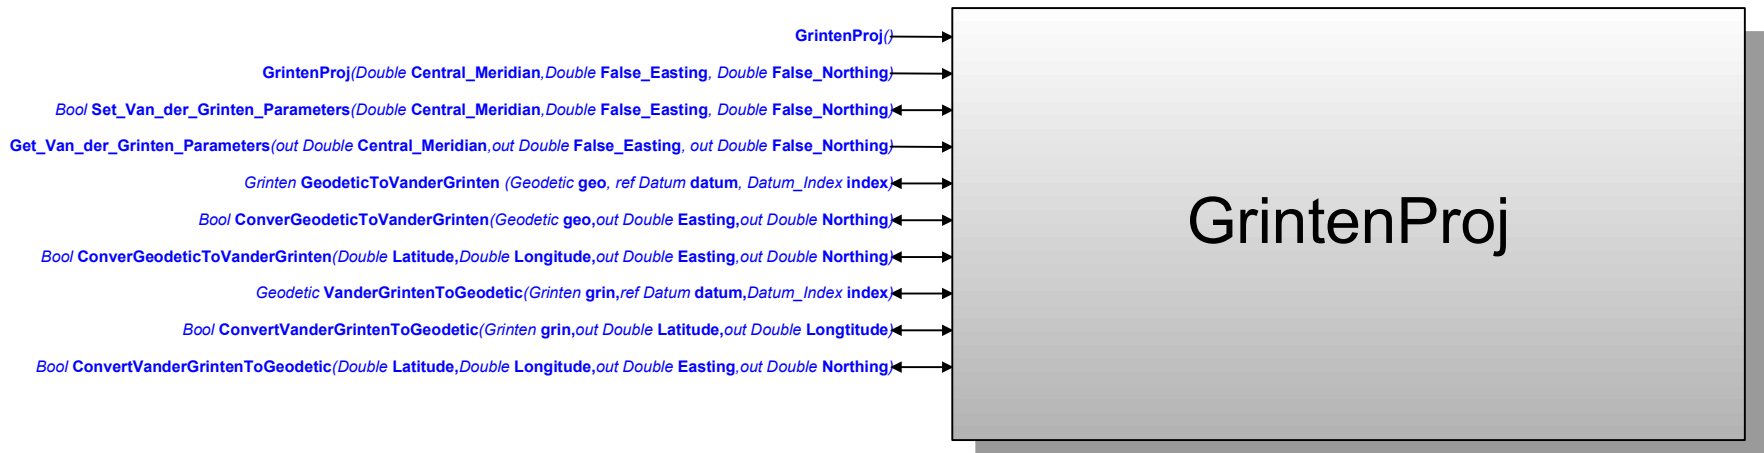 GrintenProj()
GrintenProj(Double Central_Meridian,Double False_Easting, Double False_Northing)
Bool Set_Van_der_Grinten_Parameters(Double Central_Meridian,Double False_Easting, Double False_Northing)
Get_Van_der_Grinten_Parameters(out Double Central_Meridian,out Double False_Easting, out Double False_Northing)
Grinten GeodeticToVanderGrinten (Geodetic geo, ref Datum datum, Datum_Index index)
Bool ConverGeodeticToVanderGrinten(Geodetic geo,out Double Easting,out Double Northing)
Bool ConverGeodeticToVanderGrinten(Double Latitude,Double Longitude,out Double Easting,out Double Northing)
Geodetic VanderGrintenToGeodetic(Grinten grin,ref Datum datum,Datum_Index index)
Bool ConvertVanderGrintenToGeodetic(Grinten grin,out Double Latitude,out Double Longtitude)
Bool ConvertVanderGrintenToGeodetic(Double Latitude,Double Longitude,out Double Easting,out Double Northing)
GrintenProj